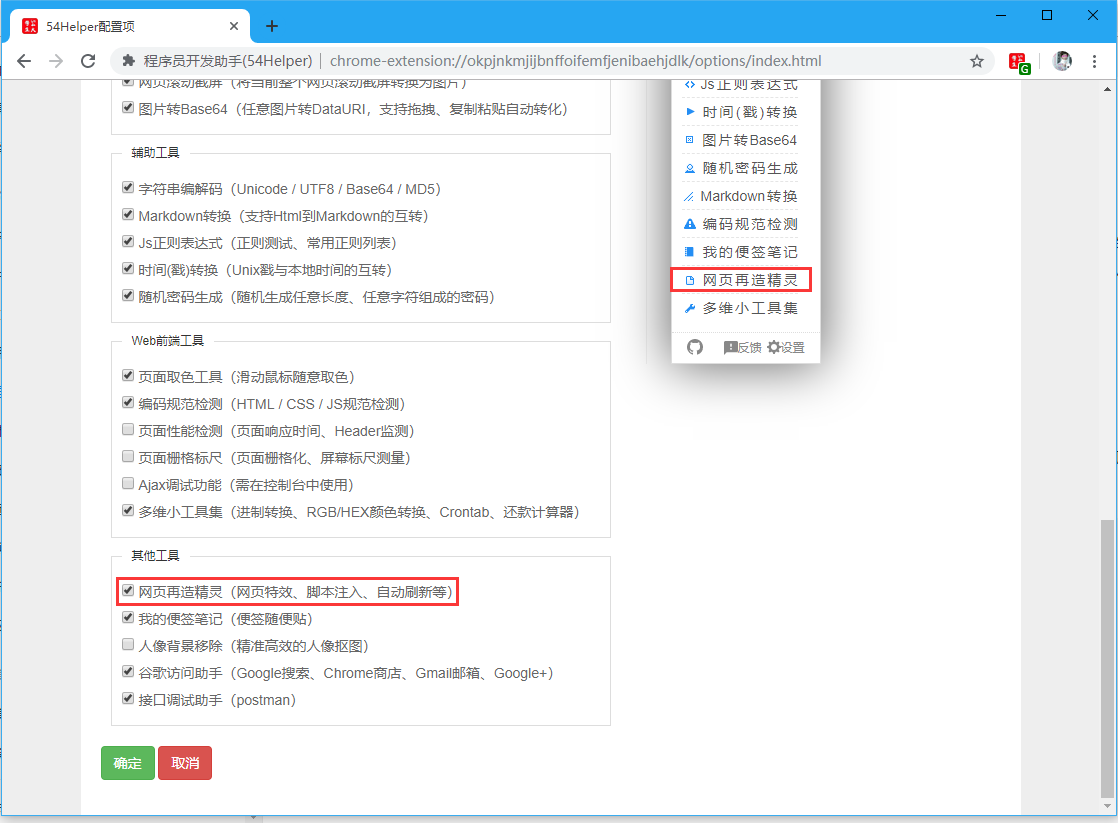 54Helper配置项
程序员开发助手(54Helper) | chrome-extension://okpjnkmjijbnffoifemfjenibaehjdlk/options/index.html
网页滚动截屏（将当前整个网页滚动截屏转换为图片）
图片转Base64（任意图片转DataURI，支持拖拽、复制粘贴自动转化）
辅助工具
字符串编解码（Unicode / UTF8 / Base64 / MD5）
Markdown转换（支持Html到Markdown的互转）
Js正则表达式（正则测试、常用正则列表）
时间(戳)转换（Unix戳与本地时间的互转）
随机密码生成（随机生成任意长度、任意字符组成的密码）
Web前端工具
页面取色工具（滑动鼠标随意取色）
编码规范检测（HTML / CSS / JS规范检测）
页面性能检测（页面响应时间、Header监测）
页面栅格标尺（页面栅格化、屏幕标尺测量）
Ajax调试功能（需在控制台中使用）
多维小工具集（进制转换、RGB/HEX颜色转换、Crontab、还款计算器）
其他工具
网页再造精灵（网页特效、脚本注入、自动刷新等）
我的便签笔记（便签随便贴）
人像背景移除（精准高效的人像抠图）
谷歌访问助手（Google搜索、Chrome商店、Gmail邮箱、Google+）
接口调试助手（postman）
确定 取消
Js正则表达式
时间(戳)转换
图片转Base64
随机密码生成
Markdown转换
编码规范检测
我的便签笔记
网页再造精灵
多维小工具集
反馈 设置